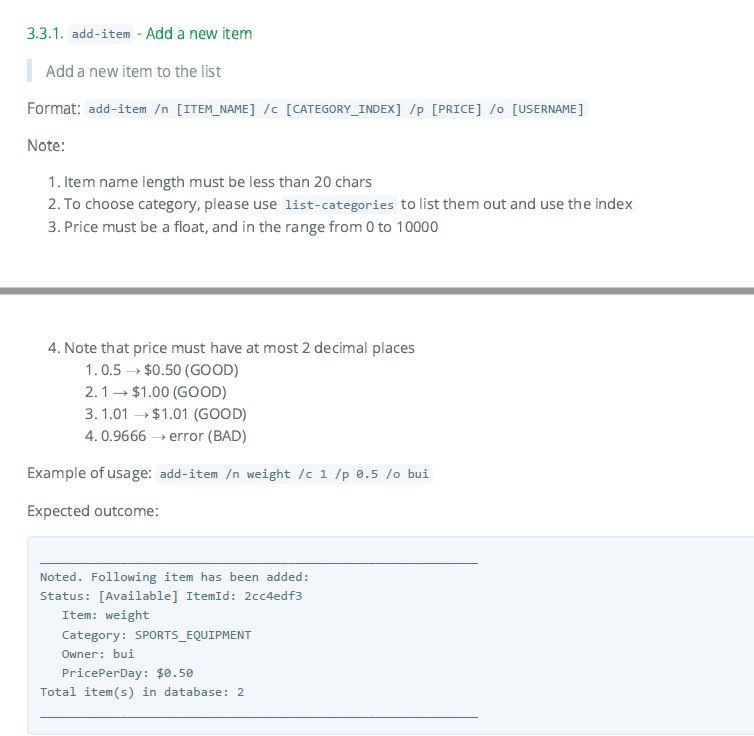 3.3.1. add-item - Add a new item
Add a new item to the list
Format: add-item /n [ITEM_NAME] /c [CATEGORY_INDEX] /p [PRICE] /o [USERNAME]
Note:
1. Item name length must be less than 20 chars
2. To choose category, please use list-categories to list them out and use the index
3. Price must be a float, and in the range from 0 to 10000
4. Note that price must have at most 2 decimal places
1. 0.5 → $0.50 (GOOD)
2. 1 → $1.00 (GOOD)
3. 1.01 → $1.01 (GOOD)
4. 0.9666 → error (BAD)
Example of usage: add-item /n weight /c 1 /p 0.5 /o bui
Expected outcome:
Noted. Following item has been added:
Status: [Available] ItemId: 2cc4edf3
Item: weight
Category: SPORTS_EQUIPMENT
Owner: bui
PricePerDay: $0.50
Total item(s) in database: 2